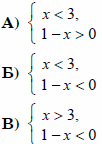 А) { x < 3,
1 − x > 0
Б) { x < 3,
1 − x < 0
В) { x > 3,
1 − x < 0